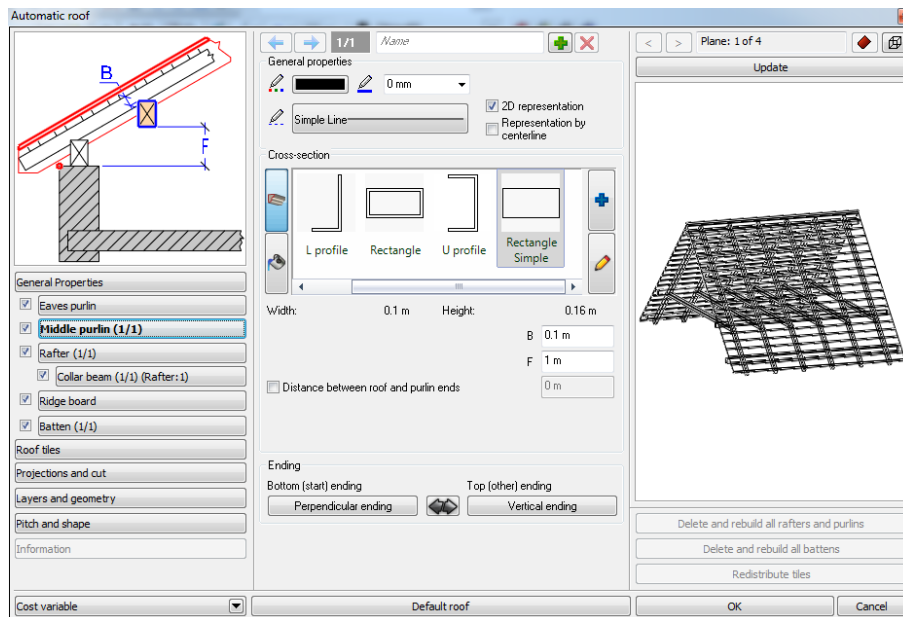 Automatic roof
B
F
General Properties
Eaves purlin
Middle purlin (1/1)
Rafter (1/1)
Collar beam (1/1) (Rafter:1)
Ridge board
Batten (1/1)
Roof tiles
Projections and cut
Layers and geometry
Pitch and shape
Information
Cost variable
1/1 Name
General properties
0 mm
Simple Line
2D representation
Representation by
centerline
Cross-section
L profile Rectangle U profile Rectangle
Simple
Width: 0.1 m Height: 0.16 m
B 0.1 m
F 1 m
Distance between roof and purlin ends 0 m
Ending
Bottom (start) ending Top (other) ending
Perpendicular ending Vertical ending
Default roof
< > Plane: 1 of 4
Update
Delete and rebuild all rafters and purlins
Delete and rebuild all battens
Redistribute tiles
OK Cancel